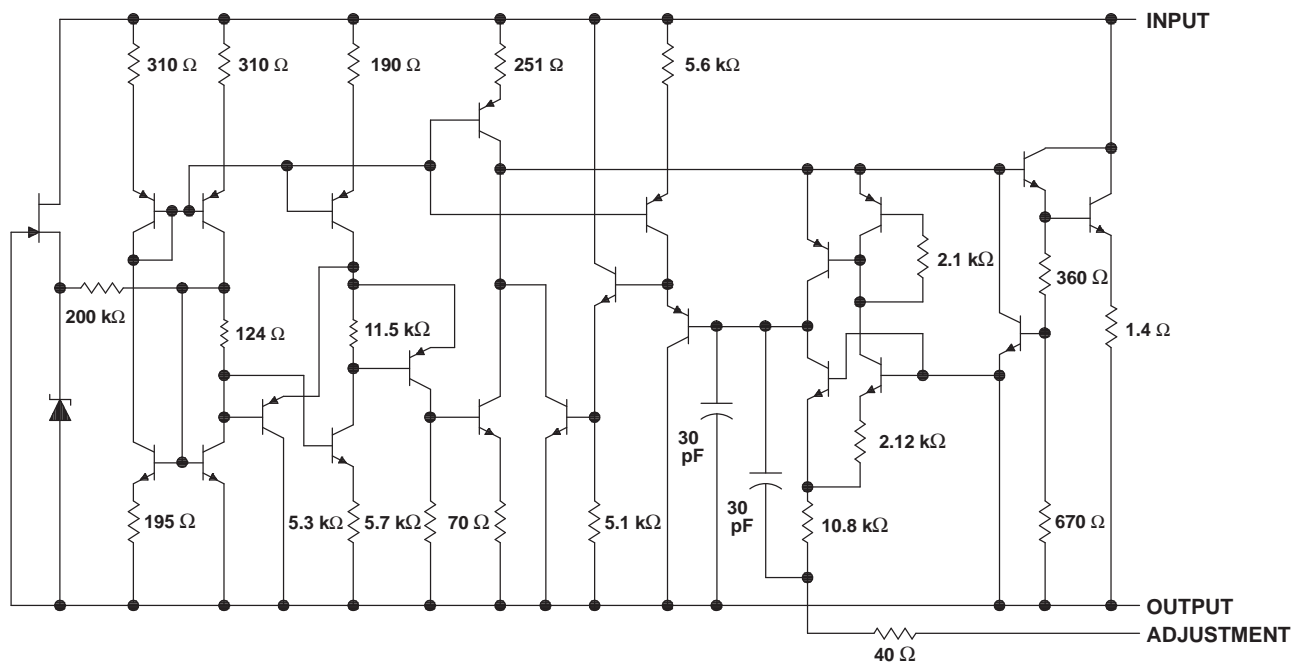 INPUT
310 Ω
310 Ω
190 Ω
251 Ω
5.6 kΩ
200 kΩ
124 Ω
11.5 kΩ
2.1 kΩ
360 Ω
1.4 Ω
30
pF
2.12 kΩ
30
pF
195 Ω
5.3 kΩ
5.7 kΩ
70 Ω
5.1 kΩ
10.8 kΩ
670 Ω
OUTPUT
ADJUSTMENT
40 Ω